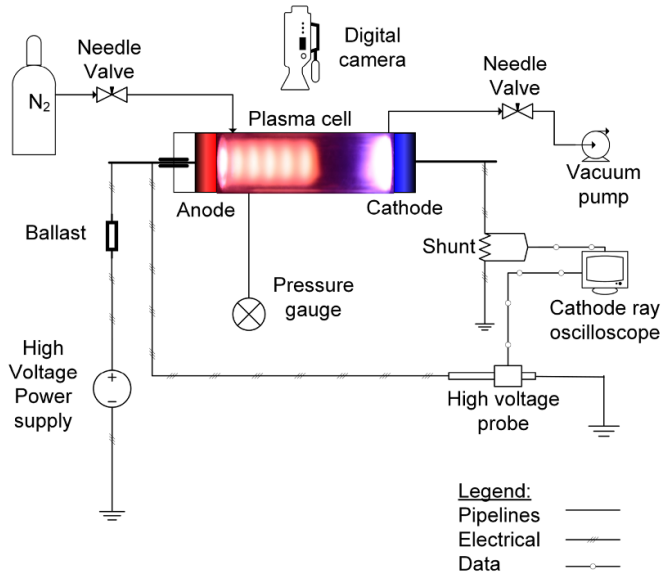 Needle
Valve
Digital
camera
Needle
Valve
N₂
Plasma cell
Vacuum
pump
Anode
Cathode
Ballast
Shunt
Pressure
gauge
Cathode ray
oscilloscope
High
Voltage
Power
supply
+
−
High voltage
probe
Legend:
Pipelines
Electrical
Data